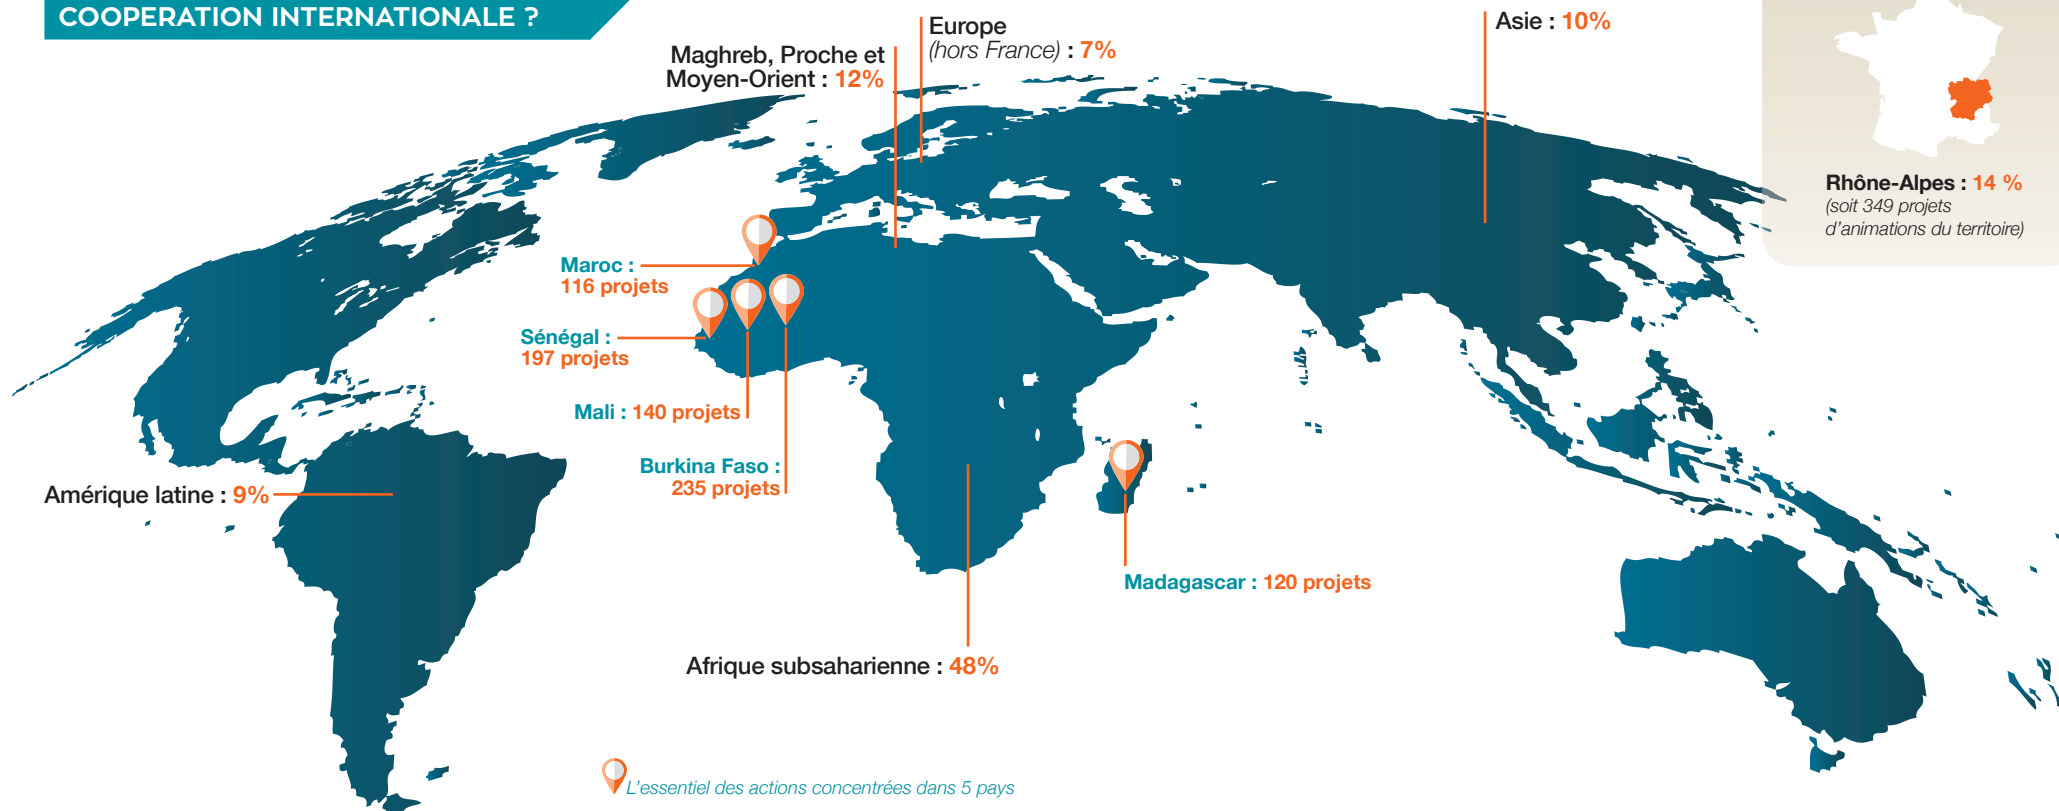 COOPERATION INTERNATIONALE ?
Maghreb, Proche et
Moyen-Orient : 12%
Europe
(hors France) : 7%
Asie : 10%
Rhône-Alpes : 14 %
(soit 349 projets
d'animations du territoire)
Maroc :
116 projets
Sénégal :
197 projets
Mali : 140 projets
Burkina Faso :
235 projets
Amérique latine : 9%
Madagascar : 120 projets
Afrique subsaharienne : 48%
L'essentiel des actions concentrées dans 5 pays